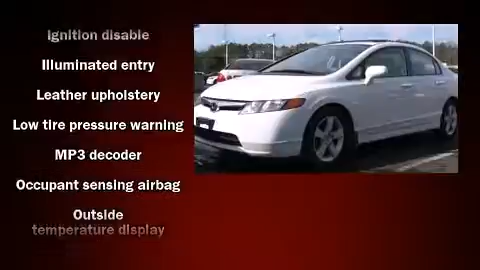 Ignition disable
Illuminated entry
Leather upholstery
Low tire pressure warning
MP3 decoder
Occupant sensing airbag
Outside
temperature display